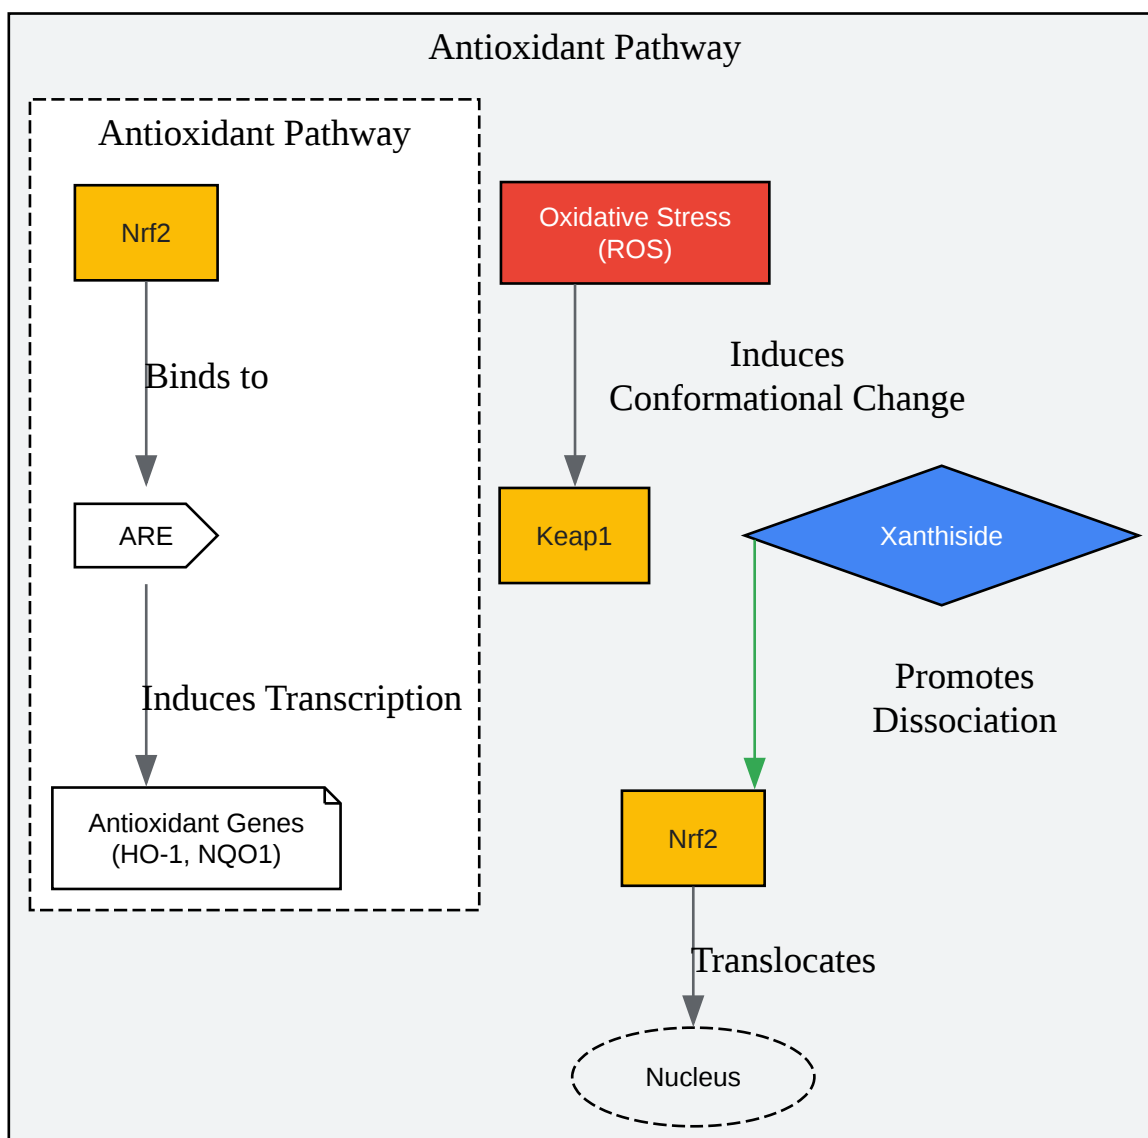 Antioxidant Pathway
Antioxidant Pathway
Nrf2
Binds to
ARE
Induces Transcription
Antioxidant Genes
(HO-1, NQO1)
Oxidative Stress
(ROS)
Induces
Conformational Change
Keap1
Xanthiside
Promotes
Dissociation
Nrf2
Translocates
Nucleus